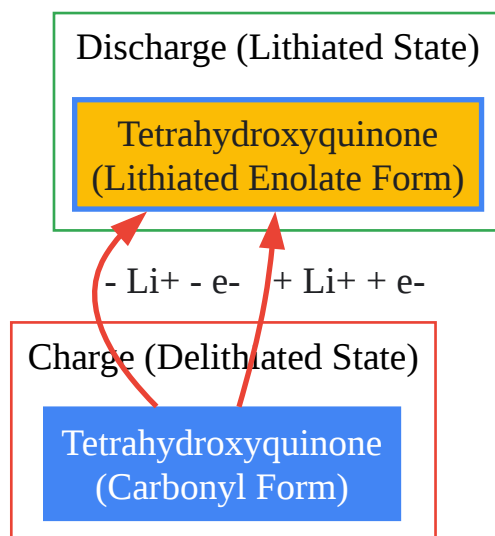 Discharge (Lithiated State)
Tetrahydroxyquinone
(Lithiated Enolate Form)
- Li+ - e-
+ Li+ + e-
Charge (Delithiated State)
Tetrahydroxyquinone
(Carbonyl Form)